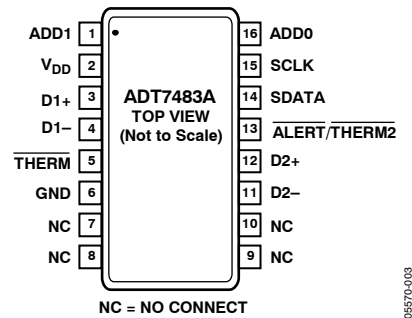 ADD1 1 16 ADD0
VDD 2 15 SCLK
D1+ 3 ADT7483A 14 SDATA
TOP VIEW
D1– 4 (Not to Scale) 13 ALERT/THERM2
THERM 5 12 D2+
GND 6 11 D2–
NC 7 10 NC
NC 8 9 NC
NC = NO CONNECT
05570-003